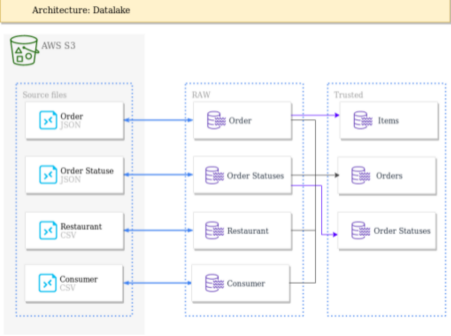 Architecture: Datalake
AWS S3
Source files
RAW
Trusted
Order
JSON
Order
Items
Order Statuse
JSON
Order Statuses
Orders
Restaurant
CSV
Restaurant
Order Statuses
Consumer
CSV
Consumer